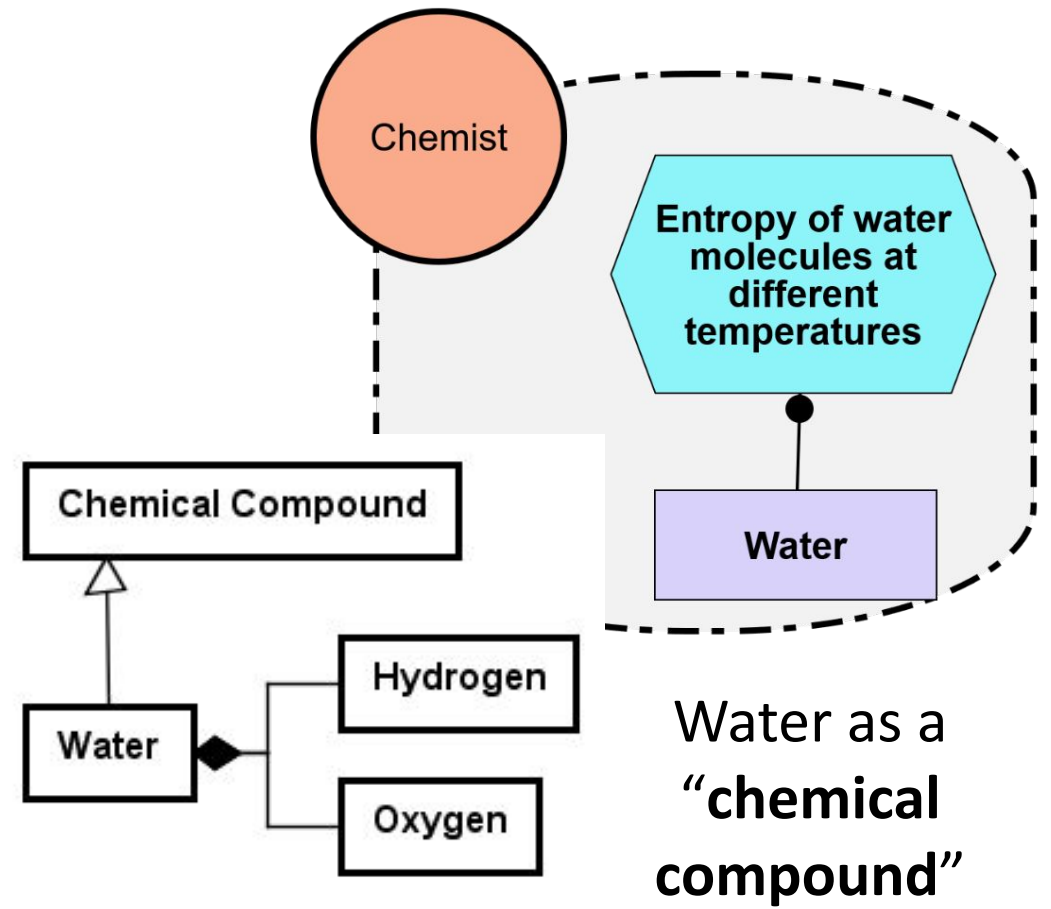 Chemist
Entropy of water
molecules at
different
temperatures
Water
Chemical Compound
Water
Hydrogen
Oxygen
Water as a
“chemical
compound”